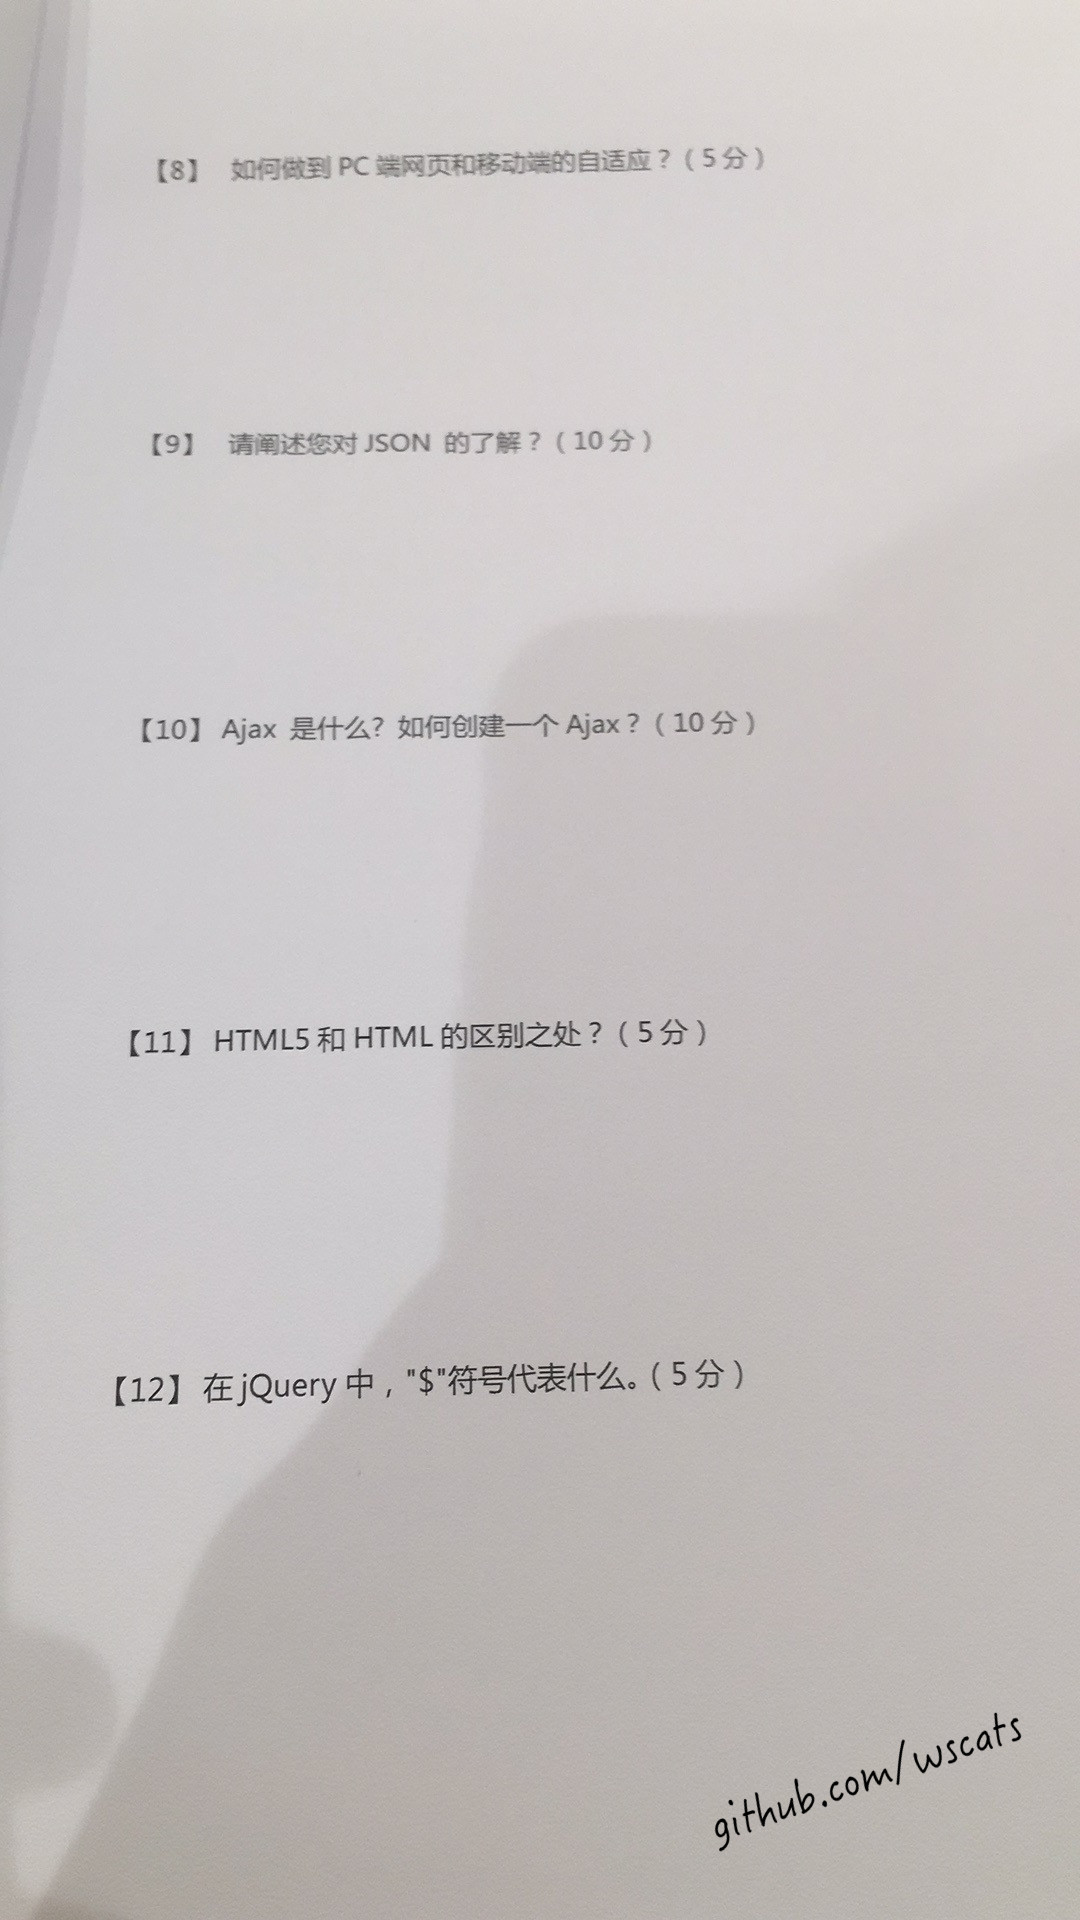 【8】 如何做到 PC 端网页和移动端的自适应？（5 分）
【9】 请阐述您对 JSON 的了解？（10 分）
【10】 Ajax 是什么? 如何创建一个 Ajax？（10 分）
【11】 HTML5 和 HTML 的区别之处？（5 分）
【12】 在 jQuery 中，"$"符号代表什么。（5 分）
github.com/wscats